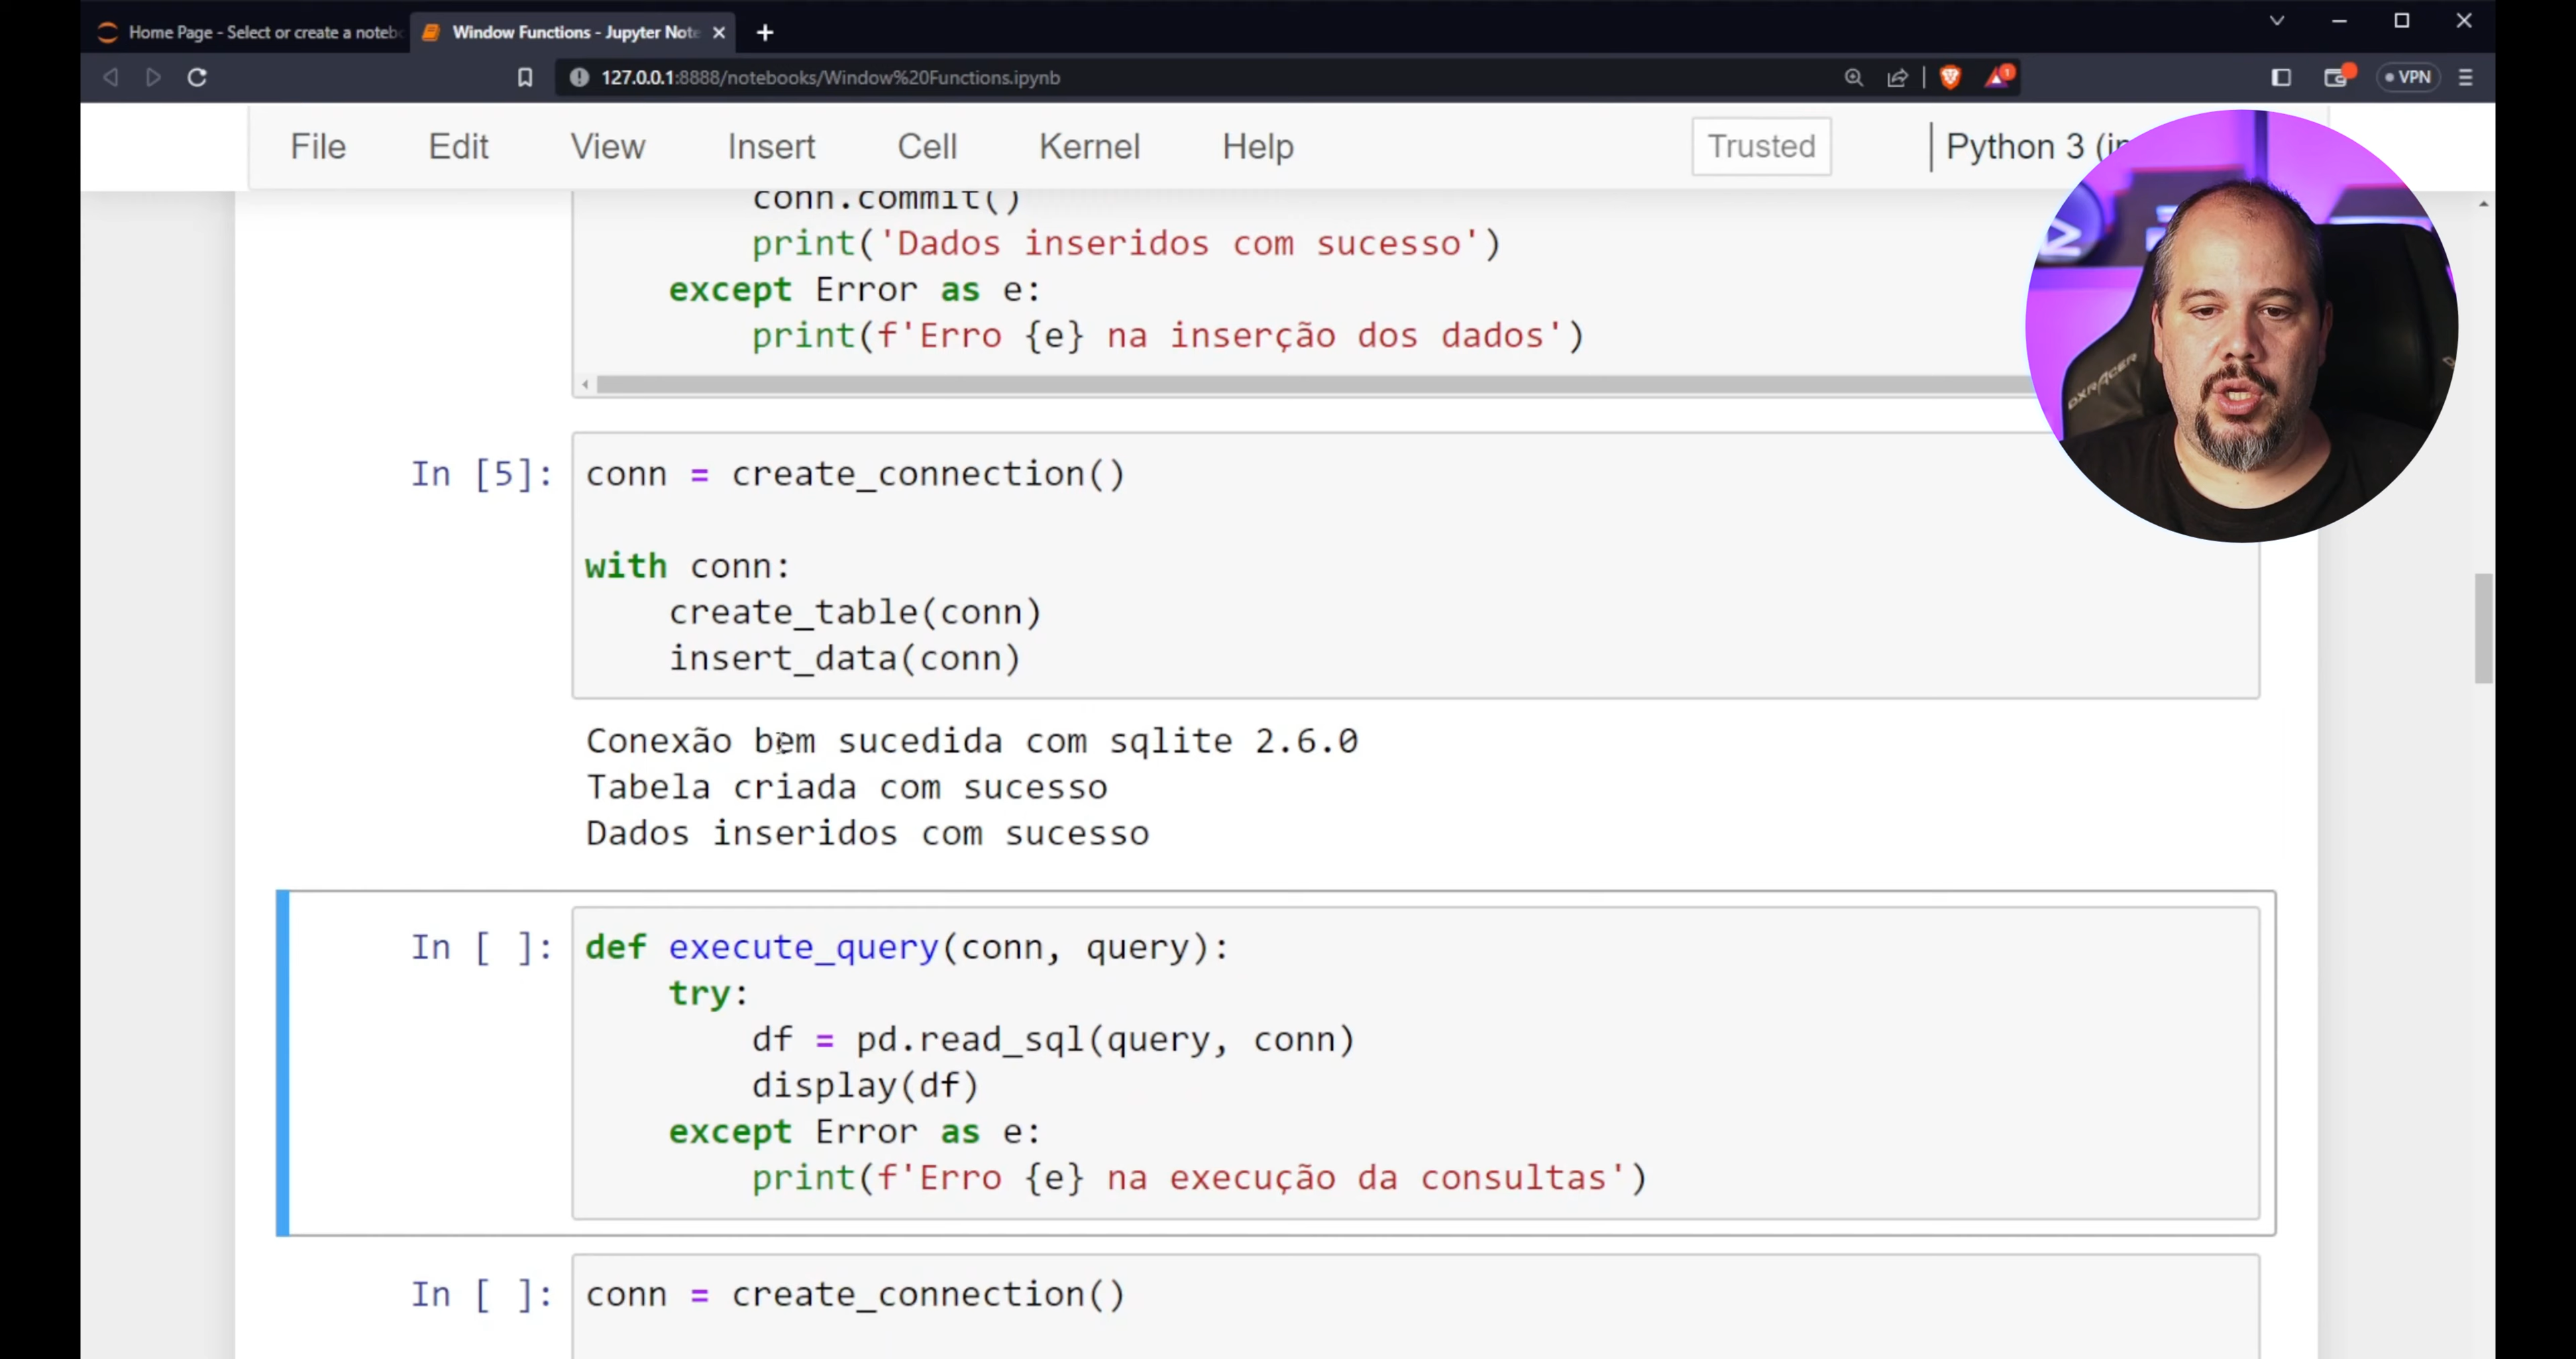 Home Page - Select or create a noteb
Window Functions - Jupyter Note
127.0.0.1:8888/notebooks/Window%20Functions.ipynb
1
VPN
File Edit View Insert Cell Kernel Help
Trusted
Python 3 (i
conn.commit()
print('Dados inseridos com sucesso')
except Error as e:
print(f'Erro {e} na inserção dos dados')
In [5]: conn = create_connection()
with conn:
create_table(conn)
insert_data(conn)
Conexão bem sucedida com sqlite 2.6.0
Tabela criada com sucesso
Dados inseridos com sucesso
In [ ]: def execute_query(conn, query):
try:
df = pd.read_sql(query, conn)
display(df)
except Error as e:
print(f'Erro {e} na execução da consultas')
In [ ]: conn = create_connection()
DXRACER